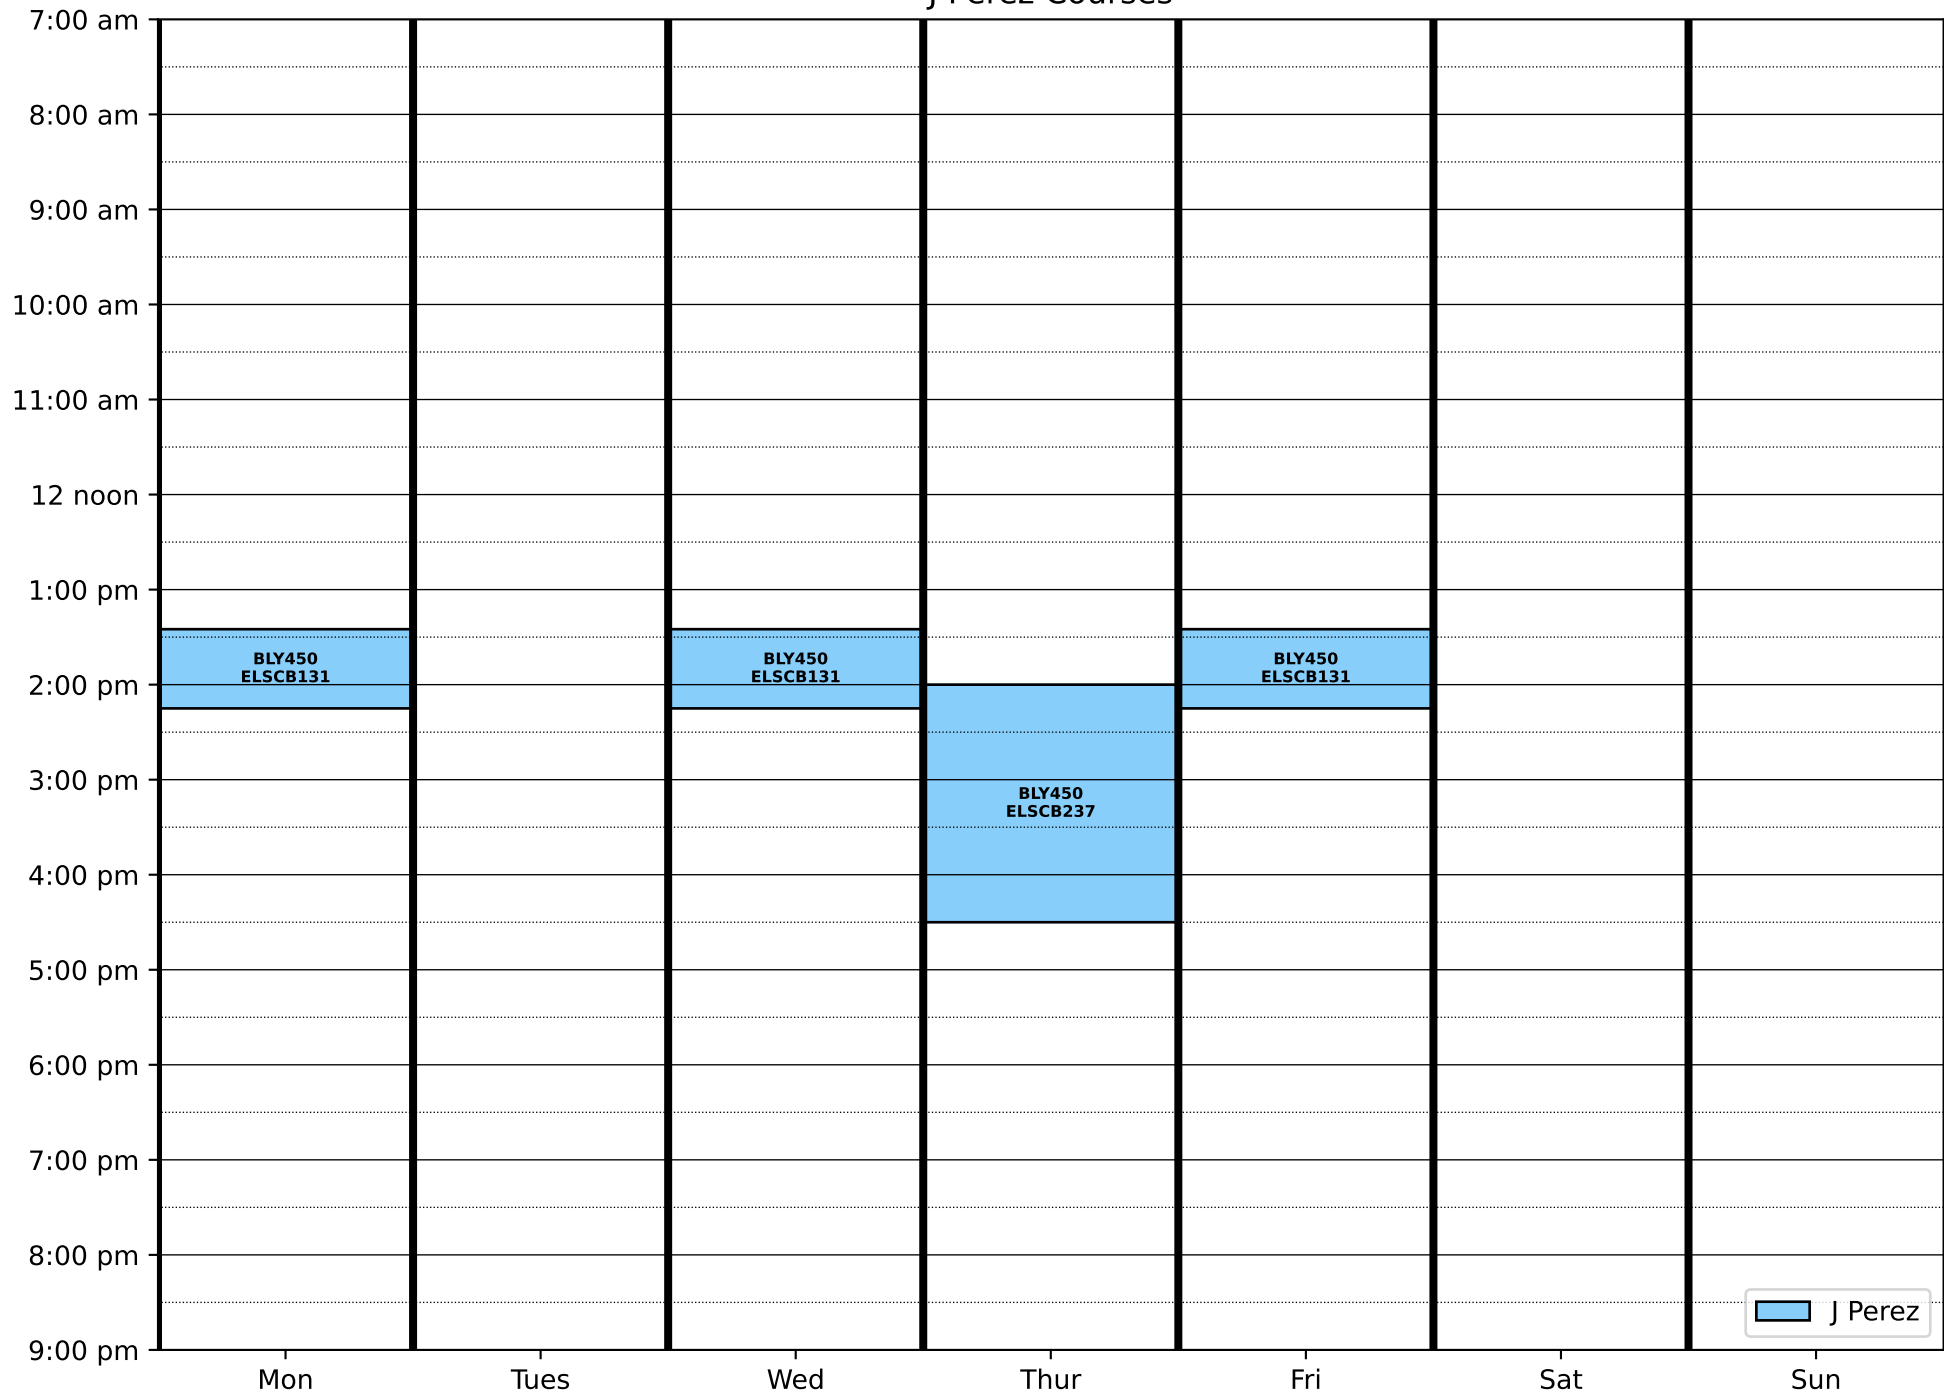 J Perez Courses
7:00 am
8:00 am
9:00 am
10:00 am
11:00 am
12 noon
1:00 pm
BLY450
ELSCB131
BLY450
ELSCB131
BLY450
ELSCB131
2:00 pm
3:00 pm
BLY450
ELSCB237
4:00 pm
5:00 pm
6:00 pm
7:00 pm
8:00 pm
J Perez
9:00 pm
Mon Tues Wed Thur Fri Sat Sun